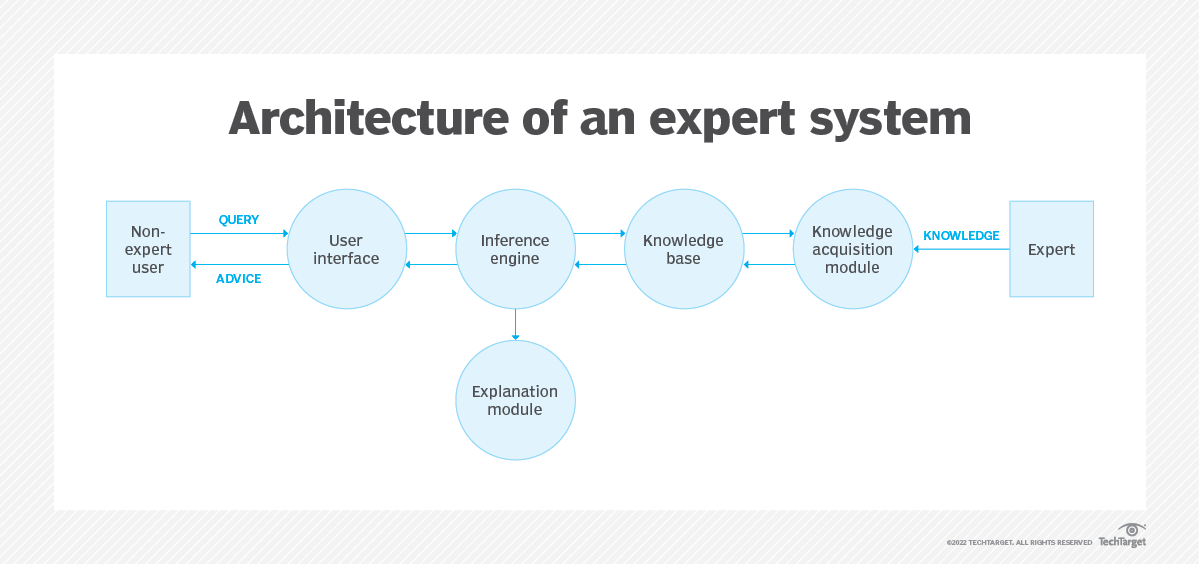 Architecture of an expert system
Non-
expert
user
QUERY
ADVICE
User
interface
Inference
engine
Knowledge
base
Knowledge
acquisition
module
KNOWLEDGE
Expert
Explanation
module
©2022 TECHTARGET. ALL RIGHTS RESERVED
TechTarget